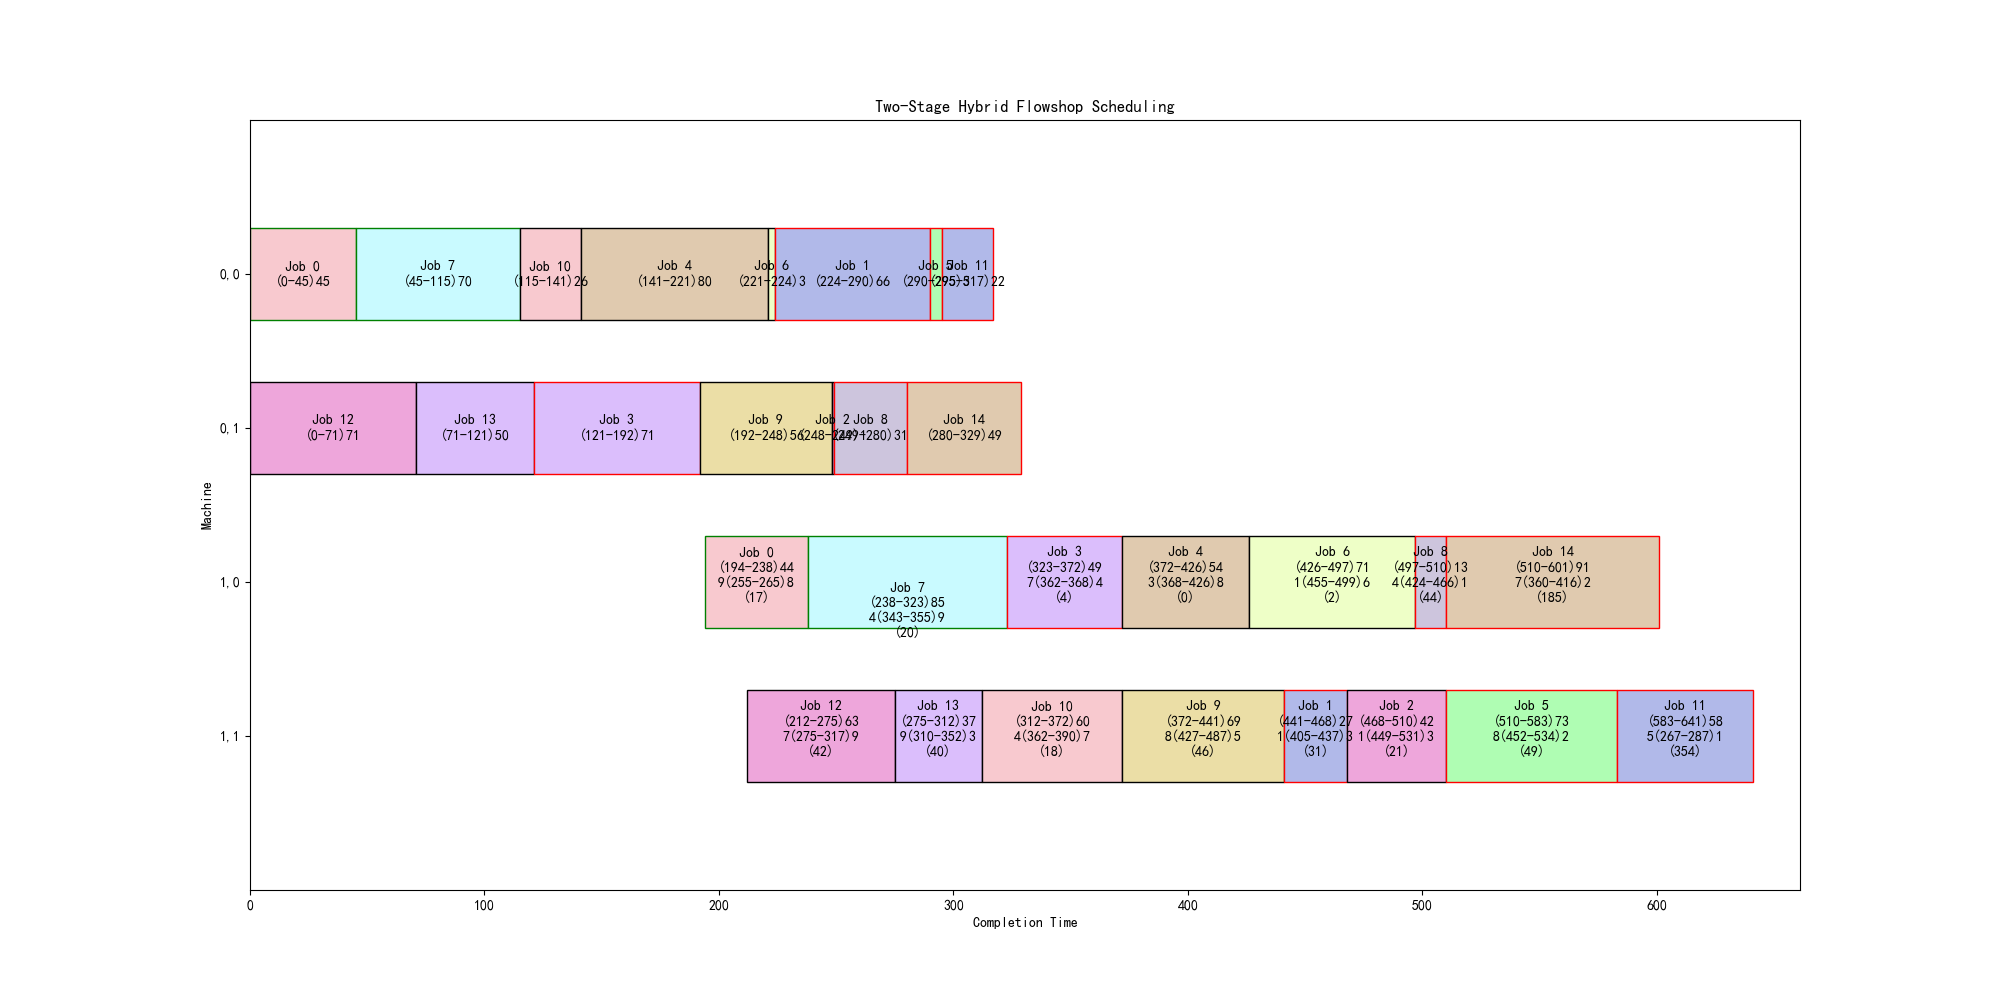 Two-Stage Hybrid Flowshop Scheduling
Job 0
(0-45)45
Job 7
(45-115)70
Job 10
(115-141)26
Job 4
(141-221)80
Job 6
(221-224)3
Job 1
(224-290)66
Job 5
(290-295)5
Job 11
(295-317)22
0,0
Job 12
(0-71)71
Job 13
(71-121)50
Job 3
(121-192)71
Job 9
(192-248)56
Job 2
(248-249)1
Job 8
(249-280)31
Job 14
(280-329)49
0,1
Machine
Job 0
(194-238)44
9(255-265)8
(17)
Job 7
(238-323)85
4(343-355)9
(20)
Job 3
(323-372)49
7(362-368)4
(4)
Job 4
(372-426)54
3(368-426)8
(0)
Job 6
(426-497)71
1(455-499)6
(2)
Job 8
(497-510)13
4(424-466)1
(44)
Job 14
(510-601)91
7(360-416)2
(185)
1,0
Job 12
(212-275)63
7(275-317)9
(42)
Job 13
(275-312)37
9(310-352)3
(40)
Job 10
(312-372)60
4(362-390)7
(18)
Job 9
(372-441)69
8(427-487)5
(46)
Job 1
(441-468)27
1(405-437)3
(31)
Job 2
(468-510)42
1(449-531)3
(21)
Job 5
(510-583)73
8(452-534)2
(49)
Job 11
(583-641)58
5(267-287)1
(354)
1,1
0 100 200 300 400 500 600
Completion Time